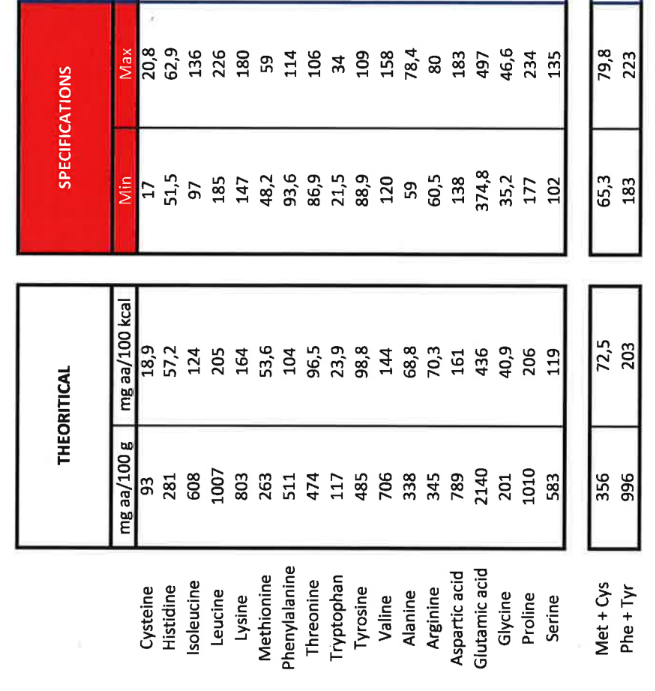 THEORITICAL SPECIFICATIONS
mg aa/100 g mg aa/100 kcal Min Max
Cysteine 93 18,9 17 20,8
Histidine 281 57,2 51,5 62,9
Isoleucine 608 124 97 136
Leucine 1007 205 185 226
Lysine 803 164 147 180
Methionine 263 53,6 48,2 59
Phenylalanine 511 104 93,6 114
Threonine 474 96,5 86,9 106
Tryptophan 117 23,9 21,5 34
Tyrosine 485 98,8 88,9 109
Valine 706 144 120 158
Alanine 338 68,8 59 78,4
Arginine 345 70,3 60,5 80
Aspartic acid 789 161 138 183
Glutamic acid 2140 436 374,8 497
Glycine 201 40,9 35,2 46,6
Proline 1010 206 177 234
Serine 583 119 102 135
Met + Cys 356 72,5 65,3 79,8
Phe + Tyr 996 203 183 223